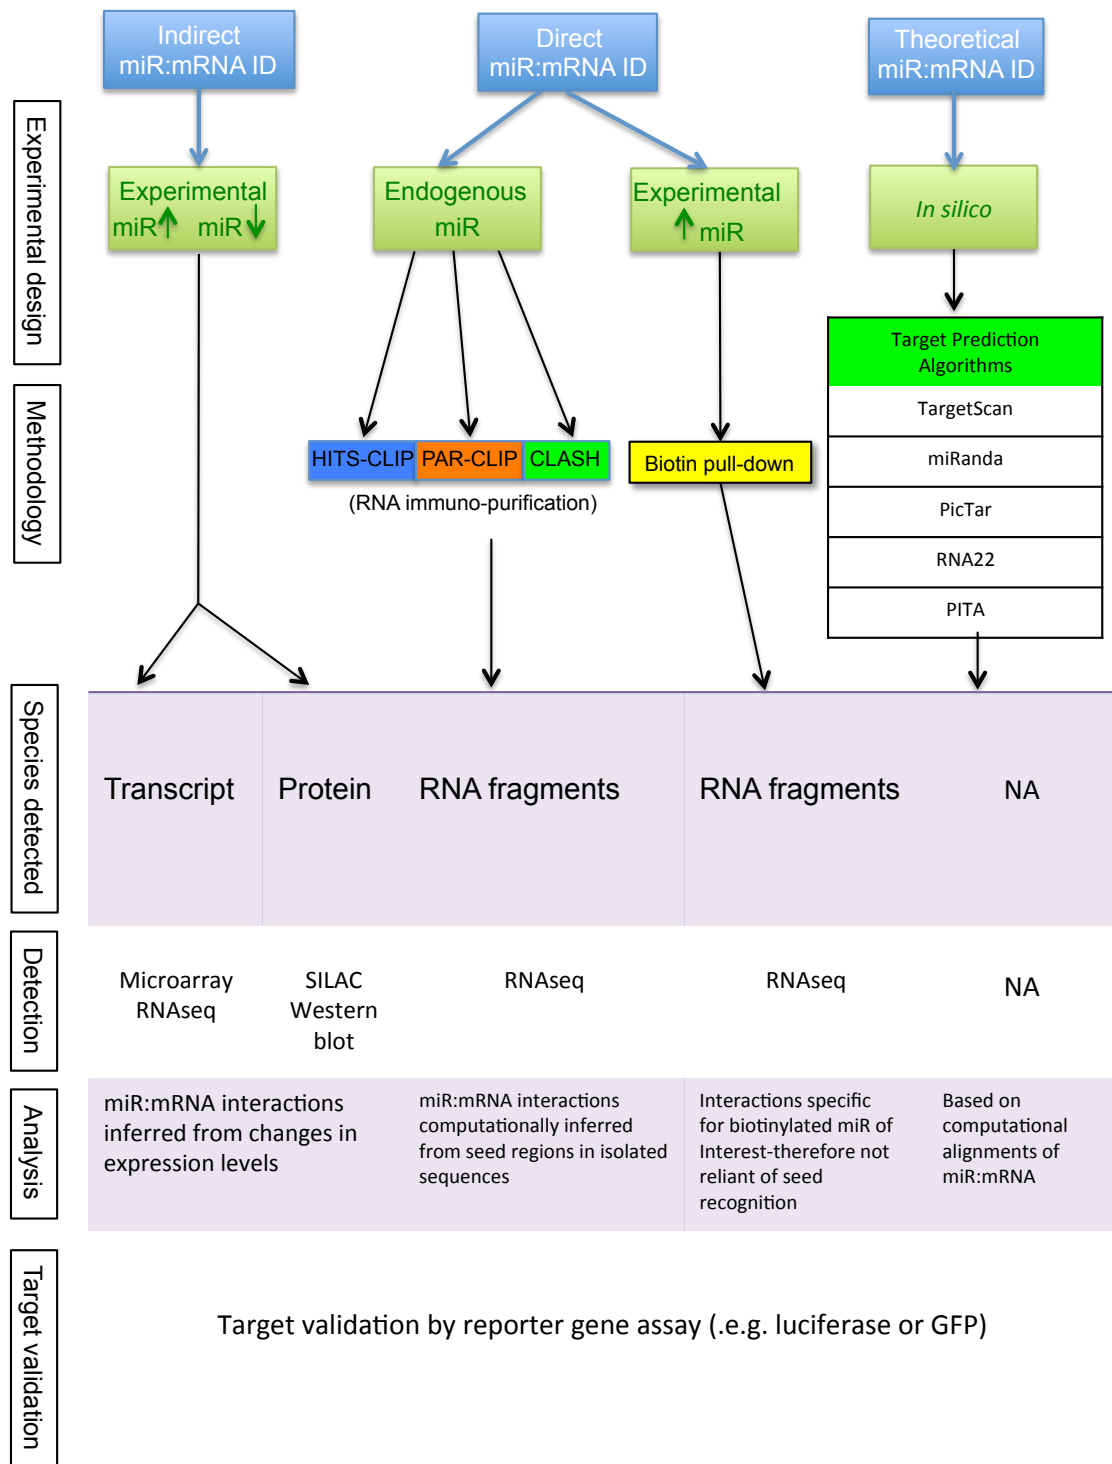 Indirect
miR:mRNA ID
Direct
miR:mRNA ID
Theoretical
miR:mRNA ID
Experimental design
Experimental
miR miR
Endogenous
miR
Experimental
miR
In silico
Target Prediction
Algorithms
TargetScan
miRanda
PicTar
RNA22
PITA
Methodology
HITS-CLIP PAR-CLIP CLASH
(RNA immuno-purification)
Biotin pull-down
Species detected
Transcript Protein RNA fragments RNA fragments NA
Detection
Microarray
RNAseq
SILAC
Western
blot
RNAseq
RNAseq
NA
Analysis
miR:mRNA interactions
inferred from changes in
expression levels
miR:mRNA interactions
computationally inferred
from seed regions in isolated
sequences
Interactions specific
for biotinylated miR of
Interest-therefore not
reliant of seed
recognition
Based on
computational
alignments of
miR:mRNA
Target validation
Target validation by reporter gene assay (.e.g. luciferase or GFP)